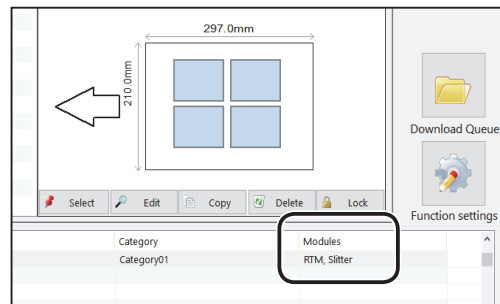 297.0mm
210.0mm
Download Queue
Select Edit Copy Delete Lock
Function settings
Category Modules
Category01 RTM, Slitter